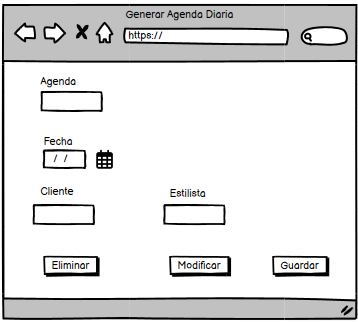 Generar Agenda Diaria
https://
Agenda
Fecha
/ /
Cliente Estilista
Eliminar Modificar Guardar